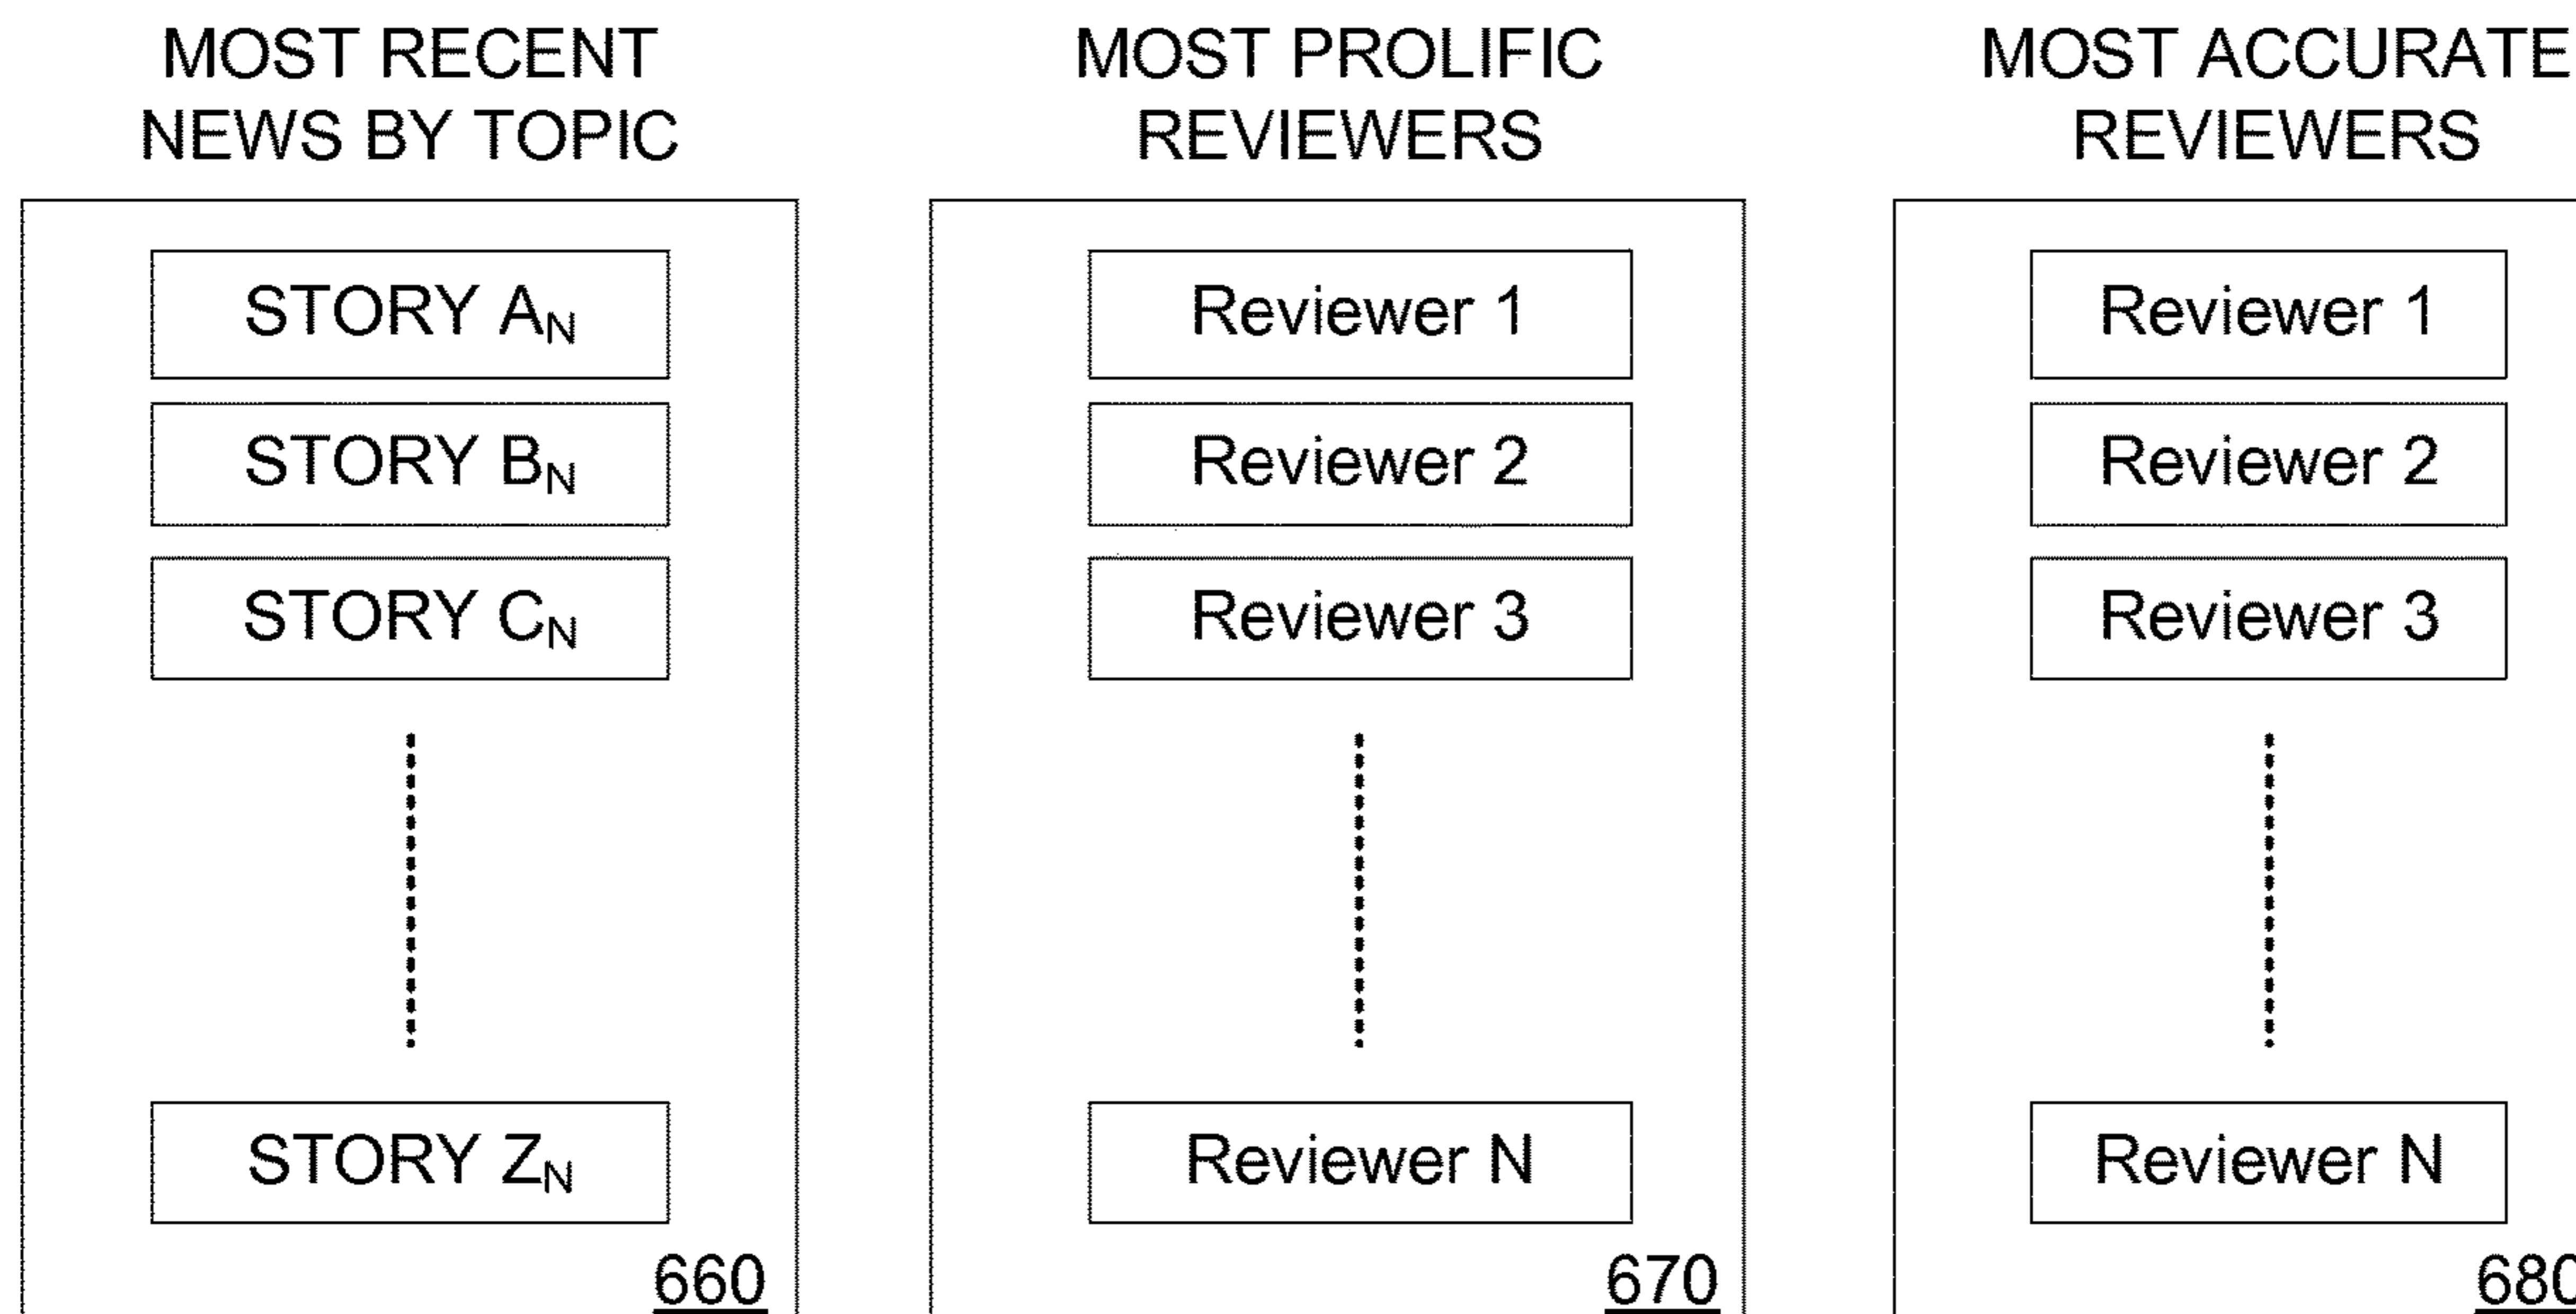 MOST RECENT
NEWS BY TOPIC
STORY Aₙ
STORY Bₙ
STORY Cₙ
STORY Zₙ
660
MOST PROLIFIC
REVIEWERS
Reviewer 1
Reviewer 2
Reviewer 3
Reviewer N
670
MOST ACCURATE
REVIEWERS
Reviewer 1
Reviewer 2
Reviewer 3
Reviewer N
680